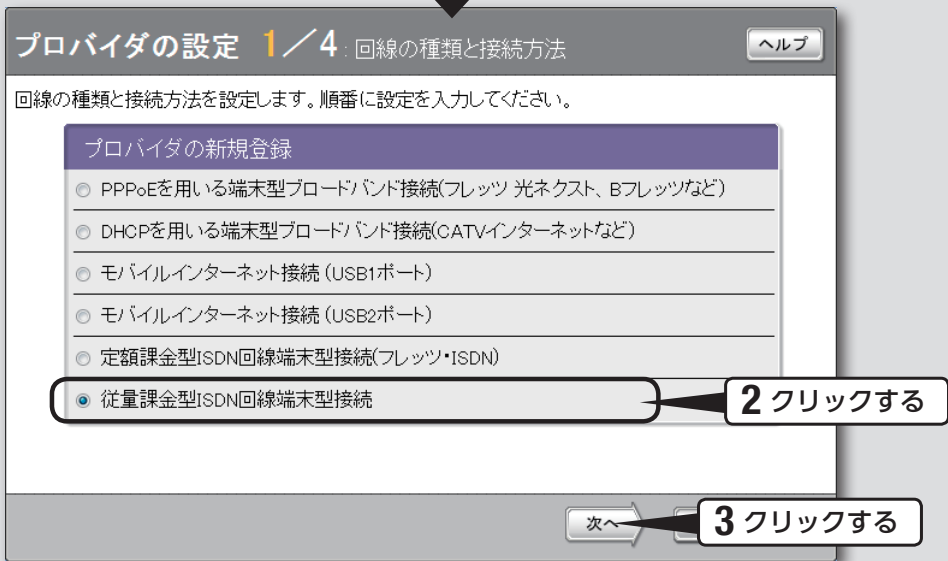 プロバイダの設定 1／4：回線の種類と接続方法
ヘルプ
回線の種類と接続方法を設定します。順番に設定を入力してください。
プロバイダの新規登録
PPPoEを用いる端末型ブロードバンド接続(フレッツ 光ネクスト、Bフレッツなど)
DHCPを用いる端末型ブロードバンド接続(CATVインターネットなど)
モバイルインターネット接続 (USB1ポート)
モバイルインターネット接続 (USB2ポート)
定額課金型ISDN回線端末型接続(フレッツ・ISDN)
従量課金型ISDN回線端末型接続
2 クリックする
次へ
3 クリックする